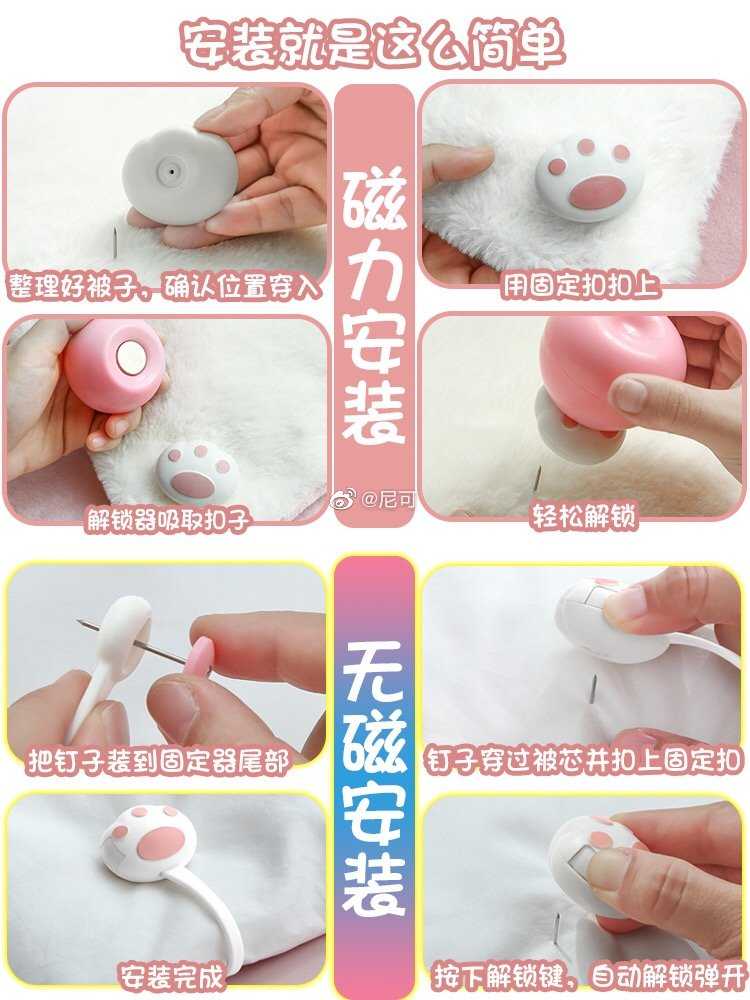 安装就是这么简单
磁力安装
整理好被子，确认位置穿入
用固定扣扣上
解锁器吸取扣子
轻松解锁
@尼可
无磁安装
把钉子装到固定器尾部
钉子穿过被芯并扣上固定扣
安装完成
按下解锁键，自动解锁弹开